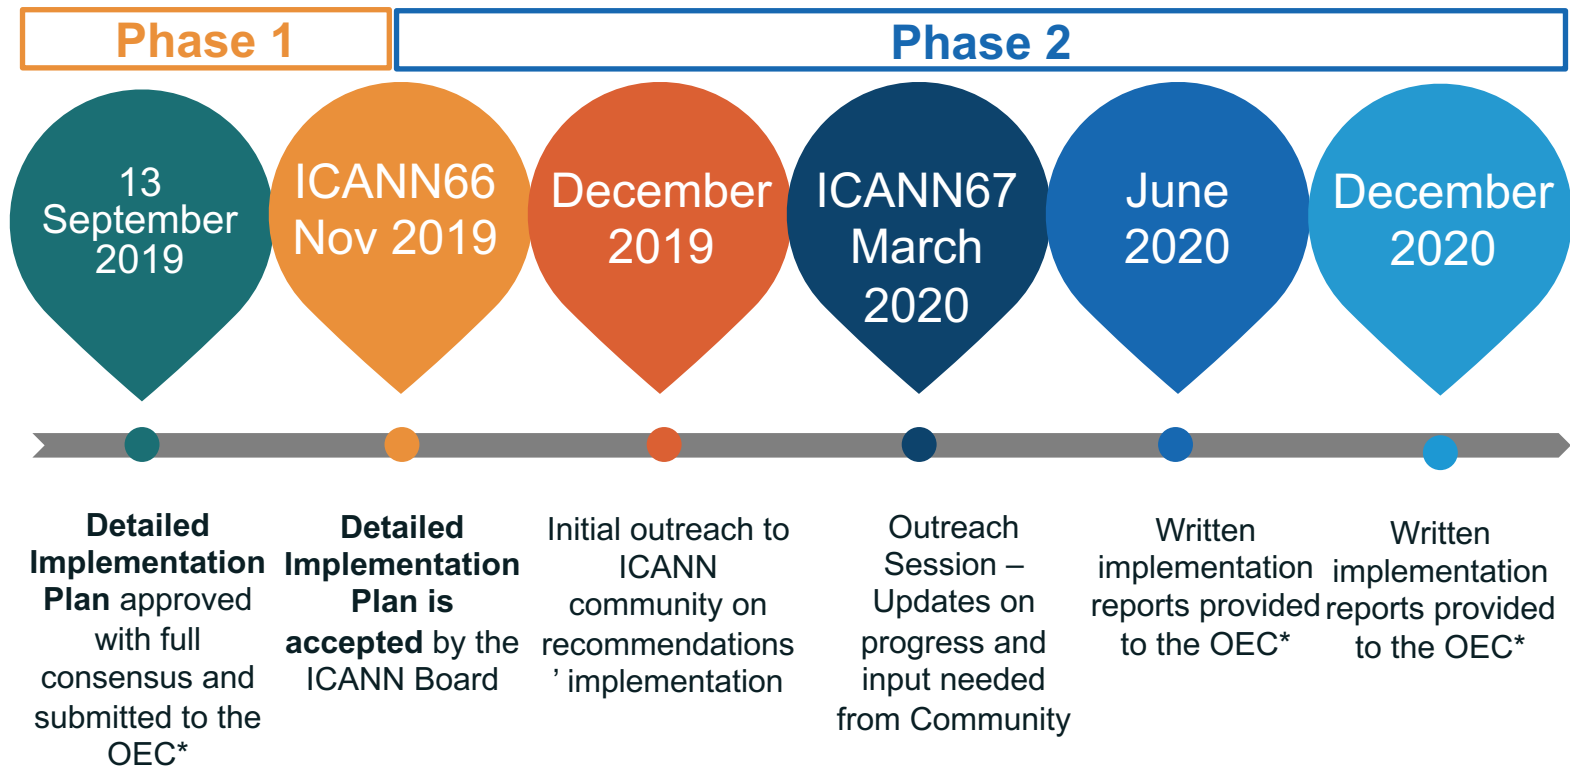 Phase 1
Phase 2
13
September
2019
ICANN66
Nov 2019
December
2019
ICANN67
March
2020
June
2020
December
2020
Detailed
Implementation
Plan approved
with full
consensus and
submitted to the
OEC*
Detailed
Implementation
Plan is
accepted by the
ICANN Board
Initial outreach to
ICANN
community on
recommendations
’ implementation
Outreach
Session –
Updates on
progress and
input needed
from Community
Written
implementation
reports provided
to the OEC*
Written
implementation
reports provided
to the OEC*